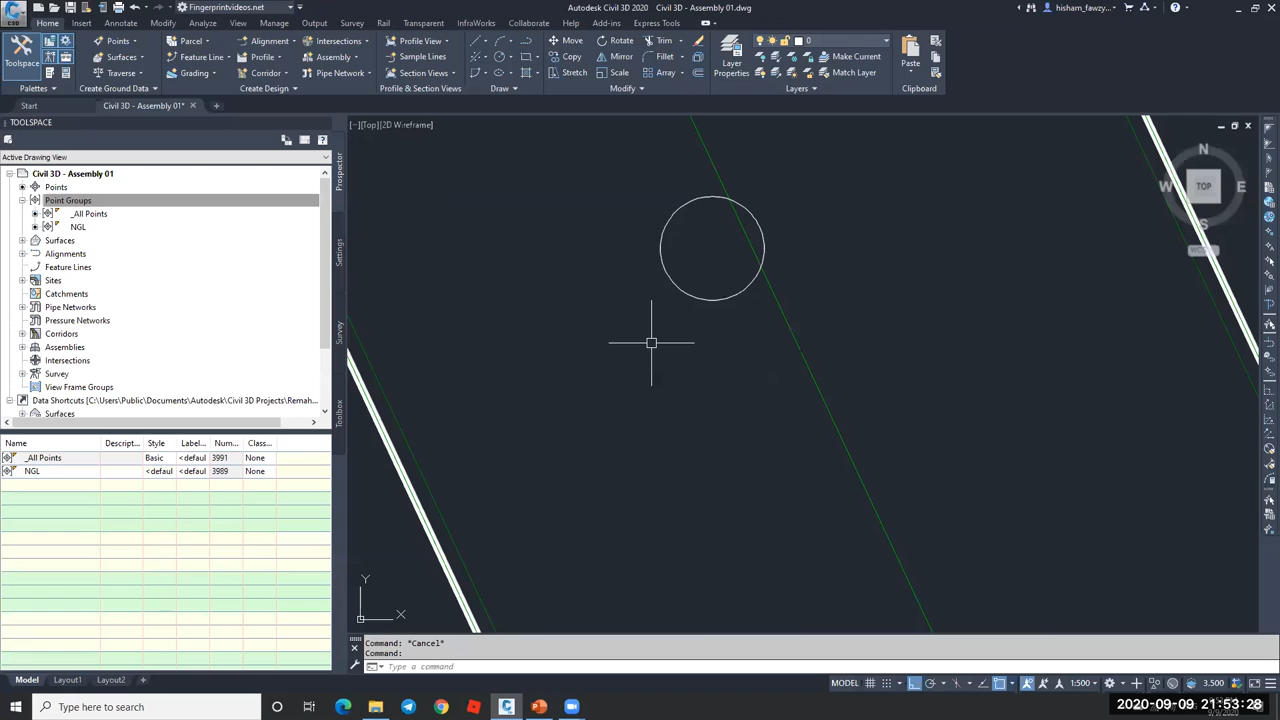 C3D
Fingerprintvideos.net
Autodesk Civil 3D 2020 Civil 3D - Assembly 01.dwg
hisham_fawzy...
Home Insert Annotate Modify Analyze View Manage Output Survey Rail Transparent InfraWorks Collaborate Help Add-ins Express Tools
Toolspace
Points
Surfaces
Traverse
Parcel
Feature Line
Grading
Alignment
Profile
Corridor
Intersections
Assembly
Pipe Network
Profile View
Sample Lines
Section Views
Move
Rotate
Trim
Copy
Mirror
Fillet
Stretch
Scale
Array
Layer
Properties
0
Make Current
Match Layer
Paste
Palettes
Create Ground Data
Create Design
Profile & Section Views
Draw
Modify
Layers
Clipboard
Start
Civil 3D - Assembly 01*
TOOLSPACE
Active Drawing View
Civil 3D - Assembly 01
Points
Point Groups
_All Points
NGL
Surfaces
Alignments
Feature Lines
Sites
Catchments
Pipe Networks
Pressure Networks
Corridors
Assemblies
Intersections
Survey
View Frame Groups
Data Shortcuts [C:\Users\Public\Documents\Autodesk\Civil 3D Projects\Remah
Surfaces
Prospector
Settings
Survey
Toolbox
Name Descript... Style Label... Num... Class...
_All Points Basic <defaul 3991 None
NGL <defaul <defaul 3989 None
[−][Top][2D Wireframe]
N
W TOP E
S
Y
X
Command: *Cancel*
Command:
Type a command
Model Layout1 Layout2
MODEL
1:500
3.500
Type here to search
2020-09-09 21:53:28